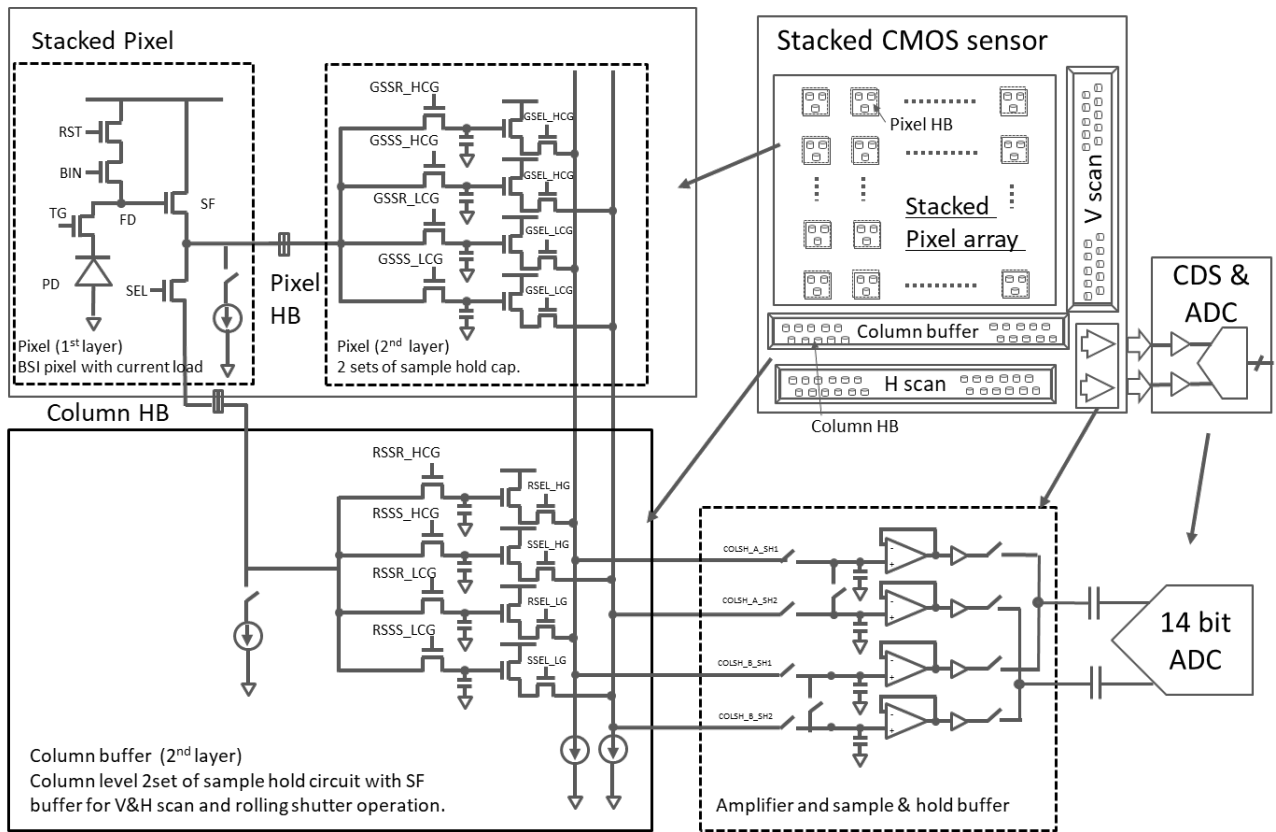 Stacked Pixel
RST
BIN
TG
FD
SF
PD
SEL
Pixel (1st layer)
BSI pixel with current load
Pixel
HB
GSSR_HCG
GSEL_HCG
GSSS_HCG
GSEL_HCG
GSSR_LCG
GSEL_LCG
GSSS_LCG
GSEL_LCG
Pixel (2nd layer)
2 sets of sample hold cap.
Stacked CMOS sensor
Pixel HB
Stacked
Pixel array
V scan
Column buffer
H scan
Column HB
CDS &
ADC
Column HB
RSSR_HCG
RSEL_HG
RSSS_HCG
SSEL_HG
RSSR_LCG
RSEL_LG
RSSS_LCG
SSEL_LG
Column buffer (2nd layer)
Column level 2set of sample hold circuit with SF
buffer for V&H scan and rolling shutter operation.
COLSH_A_SH1
COLSH_A_SH2
COLSH_B_SH1
COLSH_B_SH2
-
+
-
+
-
+
-
+
Amplifier and sample & hold buffer
14 bit
ADC